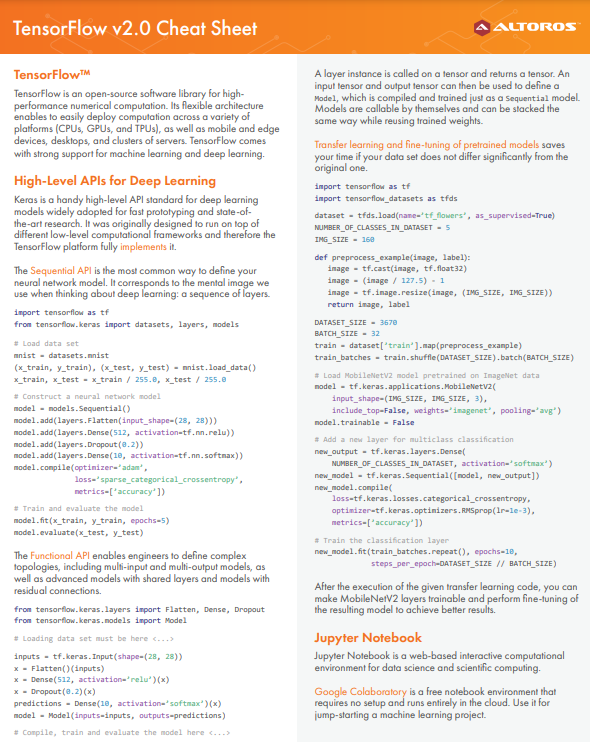 TensorFlow v2.0 Cheat Sheet
ALTOROS
TensorFlow™
TensorFlow is an open-source software library for high-
performance numerical computation. Its flexible architecture
enables to easily deploy computation across a variety of
platforms (CPUs, GPUs, and TPUs), as well as mobile and edge
devices, desktops, and clusters of servers. TensorFlow comes
with strong support for machine learning and deep learning.
High-Level APIs for Deep Learning
Keras is a handy high-level API standard for deep learning
models widely adopted for fast prototyping and state-of-
the-art research. It was originally designed to run on top of
different low-level computational frameworks and therefore the
TensorFlow platform fully implements it.
The Sequential API is the most common way to define your
neural network model. It corresponds to the mental image we
use when thinking about deep learning: a sequence of layers.
import tensorflow as tf
from tensorflow.keras import datasets, layers, models
# Load data set
mnist = datasets.mnist
(x_train, y_train), (x_test, y_test) = mnist.load_data()
x_train, x_test = x_train / 255.0, x_test / 255.0
# Construct a neural network model
model = models.Sequential()
model.add(layers.Flatten(input_shape=(28, 28)))
model.add(layers.Dense(512, activation=tf.nn.relu))
model.add(layers.Dropout(0.2))
model.add(layers.Dense(10, activation=tf.nn.softmax))
model.compile(optimizer='adam',
loss='sparse_categorical_crossentropy',
metrics=['accuracy'])
# Train and evaluate the model
model.fit(x_train, y_train, epochs=5)
model.evaluate(x_test, y_test)
The Functional API enables engineers to define complex
topologies, including multi-input and multi-output models, as
well as advanced models with shared layers and models with
residual connections.
from tensorflow.keras.layers import Flatten, Dense, Dropout
from tensorflow.keras.models import Model
# Loading data set must be here <...>
inputs = tf.keras.Input(shape=(28, 28))
x = Flatten()(inputs)
x = Dense(512, activation='relu')(x)
x = Dropout(0.2)(x)
predictions = Dense(10, activation='softmax')(x)
model = Model(inputs=inputs, outputs=predictions)
# Compile, train and evaluate the model here <...>
A layer instance is called on a tensor and returns a tensor. An
input tensor and output tensor can then be used to define a
Model, which is compiled and trained just as a Sequential model.
Models are callable by themselves and can be stacked the
same way while reusing trained weights.
Transfer learning and fine-tuning of pretrained models saves
your time if your data set does not differ significantly from the
original one.
import tensorflow as tf
import tensorflow_datasets as tfds
dataset = tfds.load(name='tf_flowers', as_supervised=True)
NUMBER_OF_CLASSES_IN_DATASET = 5
IMG_SIZE = 160
def preprocess_example(image, label):
image = tf.cast(image, tf.float32)
image = (image / 127.5) - 1
image = tf.image.resize(image, (IMG_SIZE, IMG_SIZE))
return image, label
DATASET_SIZE = 3670
BATCH_SIZE = 32
train = dataset['train'].map(preprocess_example)
train_batches = train.shuffle(DATASET_SIZE).batch(BATCH_SIZE)
# Load MobileNetV2 model pretrained on ImageNet data
model = tf.keras.applications.MobileNetV2(
input_shape=(IMG_SIZE, IMG_SIZE, 3),
include_top=False, weights='imagenet', pooling='avg')
model.trainable = False
# Add a new layer for multiclass classification
new_output = tf.keras.layers.Dense(
NUMBER_OF_CLASSES_IN_DATASET, activation='softmax')
new_model = tf.keras.Sequential([model, new_output])
new_model.compile(
loss=tf.keras.losses.categorical_crossentropy,
optimizer=tf.keras.optimizers.RMSprop(lr=1e-3),
metrics=['accuracy'])
# Train the classification layer
new_model.fit(train_batches.repeat(), epochs=10,
steps_per_epoch=DATASET_SIZE // BATCH_SIZE)
After the execution of the given transfer learning code, you can
make MobileNetV2 layers trainable and perform fine-tuning of
the resulting model to achieve better results.
Jupyter Notebook
Jupyter Notebook is a web-based interactive computational
environment for data science and scientific computing.
Google Colaboratory is a free notebook environment that
requires no setup and runs entirely in the cloud. Use it for
jump-starting a machine learning project.